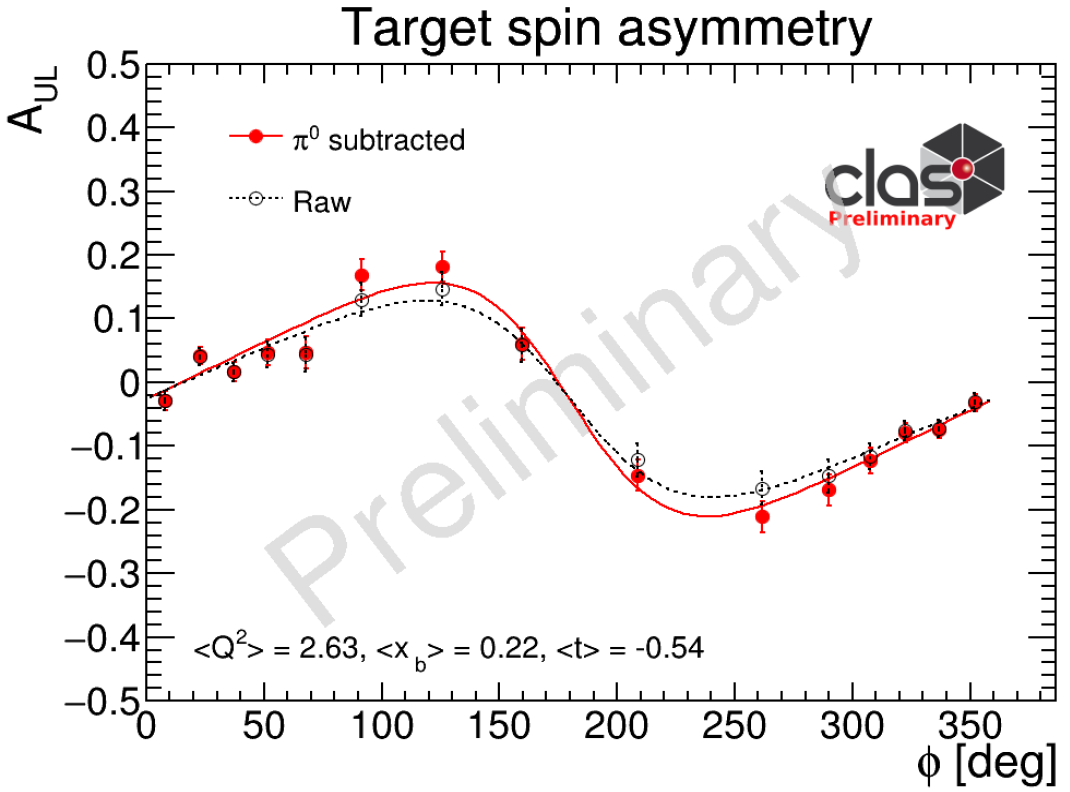 Target spin asymmetry
A_UL
0.5
0.4
0.3
0.2
0.1
0
−0.1
−0.2
−0.3
−0.4
−0.5
π⁰ subtracted
Raw
clas
Preliminary
Preliminary
<Q²> = 2.63, <x_b> = 0.22, <t> = -0.54
0 50 100 150 200 250 300 350
ϕ [deg]